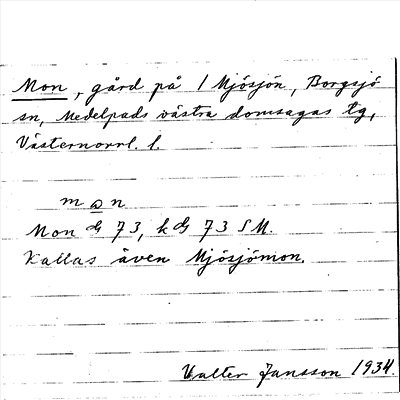 Mon, gård på 1 Mjösjön, Borgsjö
sn, Medelpads västra domsagas tg,
Västernorrl. l.
man
Mon 73, k 73 SM.
Kallas även Mjösjömon.
Valter Jansson 1934.